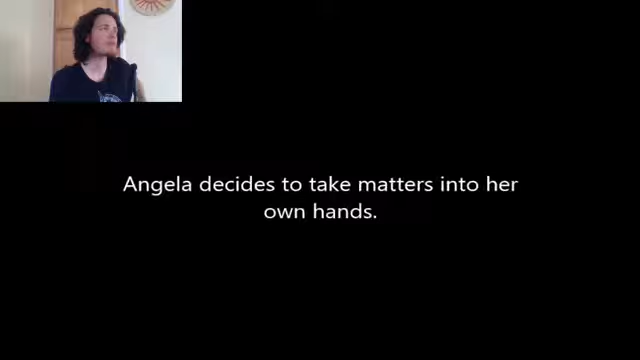 Angela decides to take matters into her
own hands.